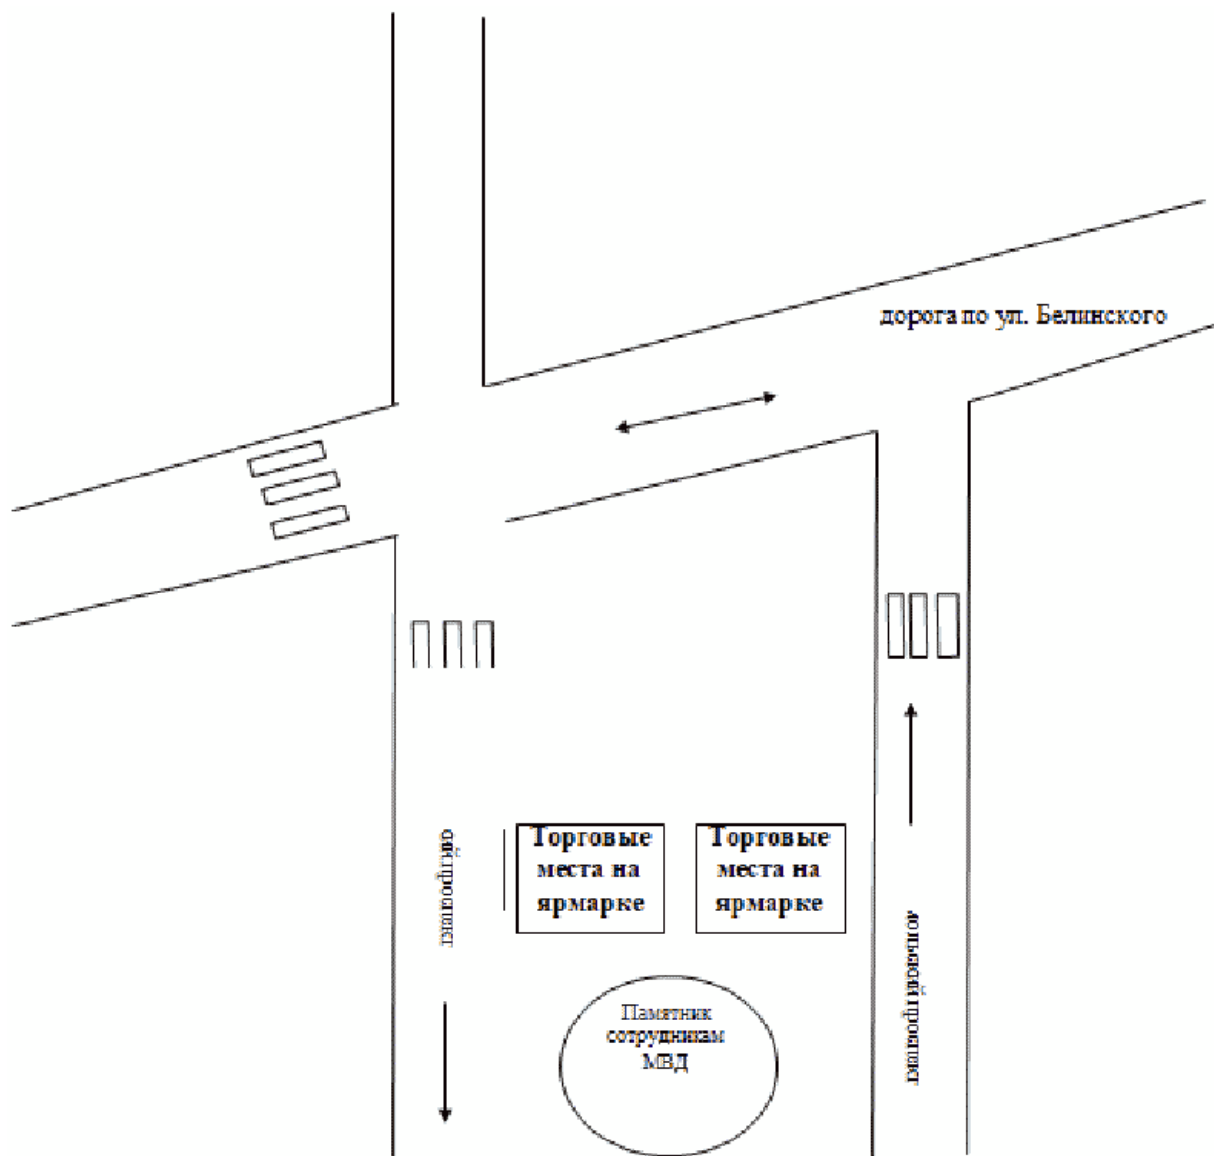 дорога по ул. Белинского
Торговые
места на
ярмарке
Торговые
места на
ярмарке
Памятник
сотрудникам
МВД